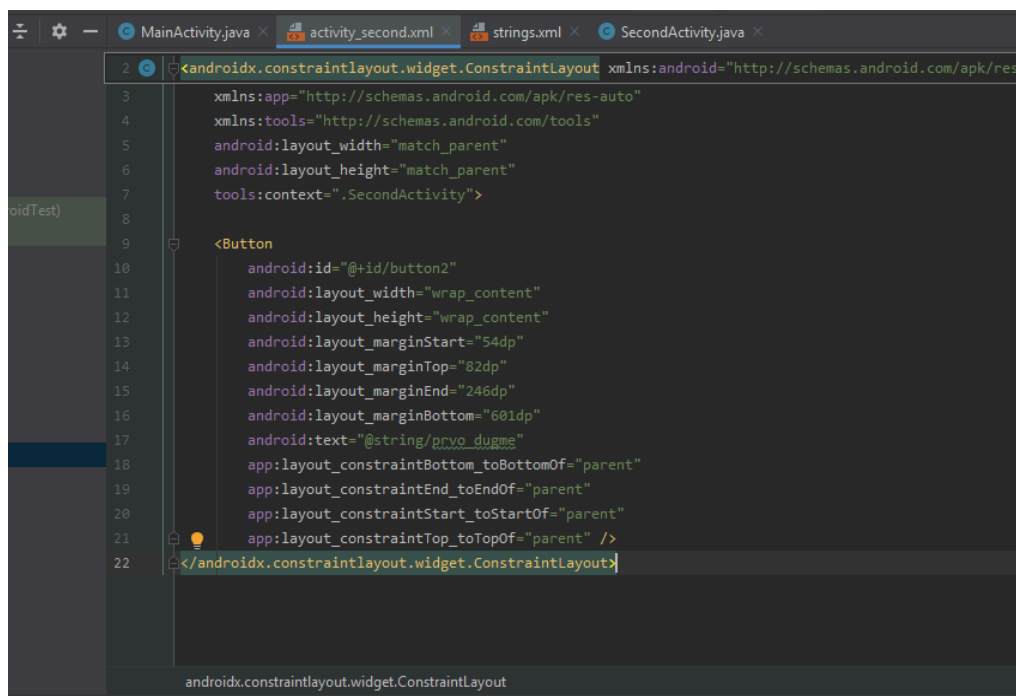 MainActivity.java activity_second.xml strings.xml SecondActivity.java
2 <androidx.constraintlayout.widget.ConstraintLayout xmlns:android="http://schemas.android.com/apk/res
3 xmlns:app="http://schemas.android.com/apk/res-auto"
4 xmlns:tools="http://schemas.android.com/tools"
5 android:layout_width="match_parent"
6 android:layout_height="match_parent"
7 tools:context=".SecondActivity">
oidTest)
8
9 <Button
10 android:id="@+id/button2"
11 android:layout_width="wrap_content"
12 android:layout_height="wrap_content"
13 android:layout_marginStart="54dp"
14 android:layout_marginTop="82dp"
15 android:layout_marginEnd="246dp"
16 android:layout_marginBottom="601dp"
17 android:text="@string/prvo_dugme"
18 app:layout_constraintBottom_toBottomOf="parent"
19 app:layout_constraintEnd_toEndOf="parent"
20 app:layout_constraintStart_toStartOf="parent"
21 app:layout_constraintTop_toTopOf="parent" />
22 </androidx.constraintlayout.widget.ConstraintLayout>
androidx.constraintlayout.widget.ConstraintLayout